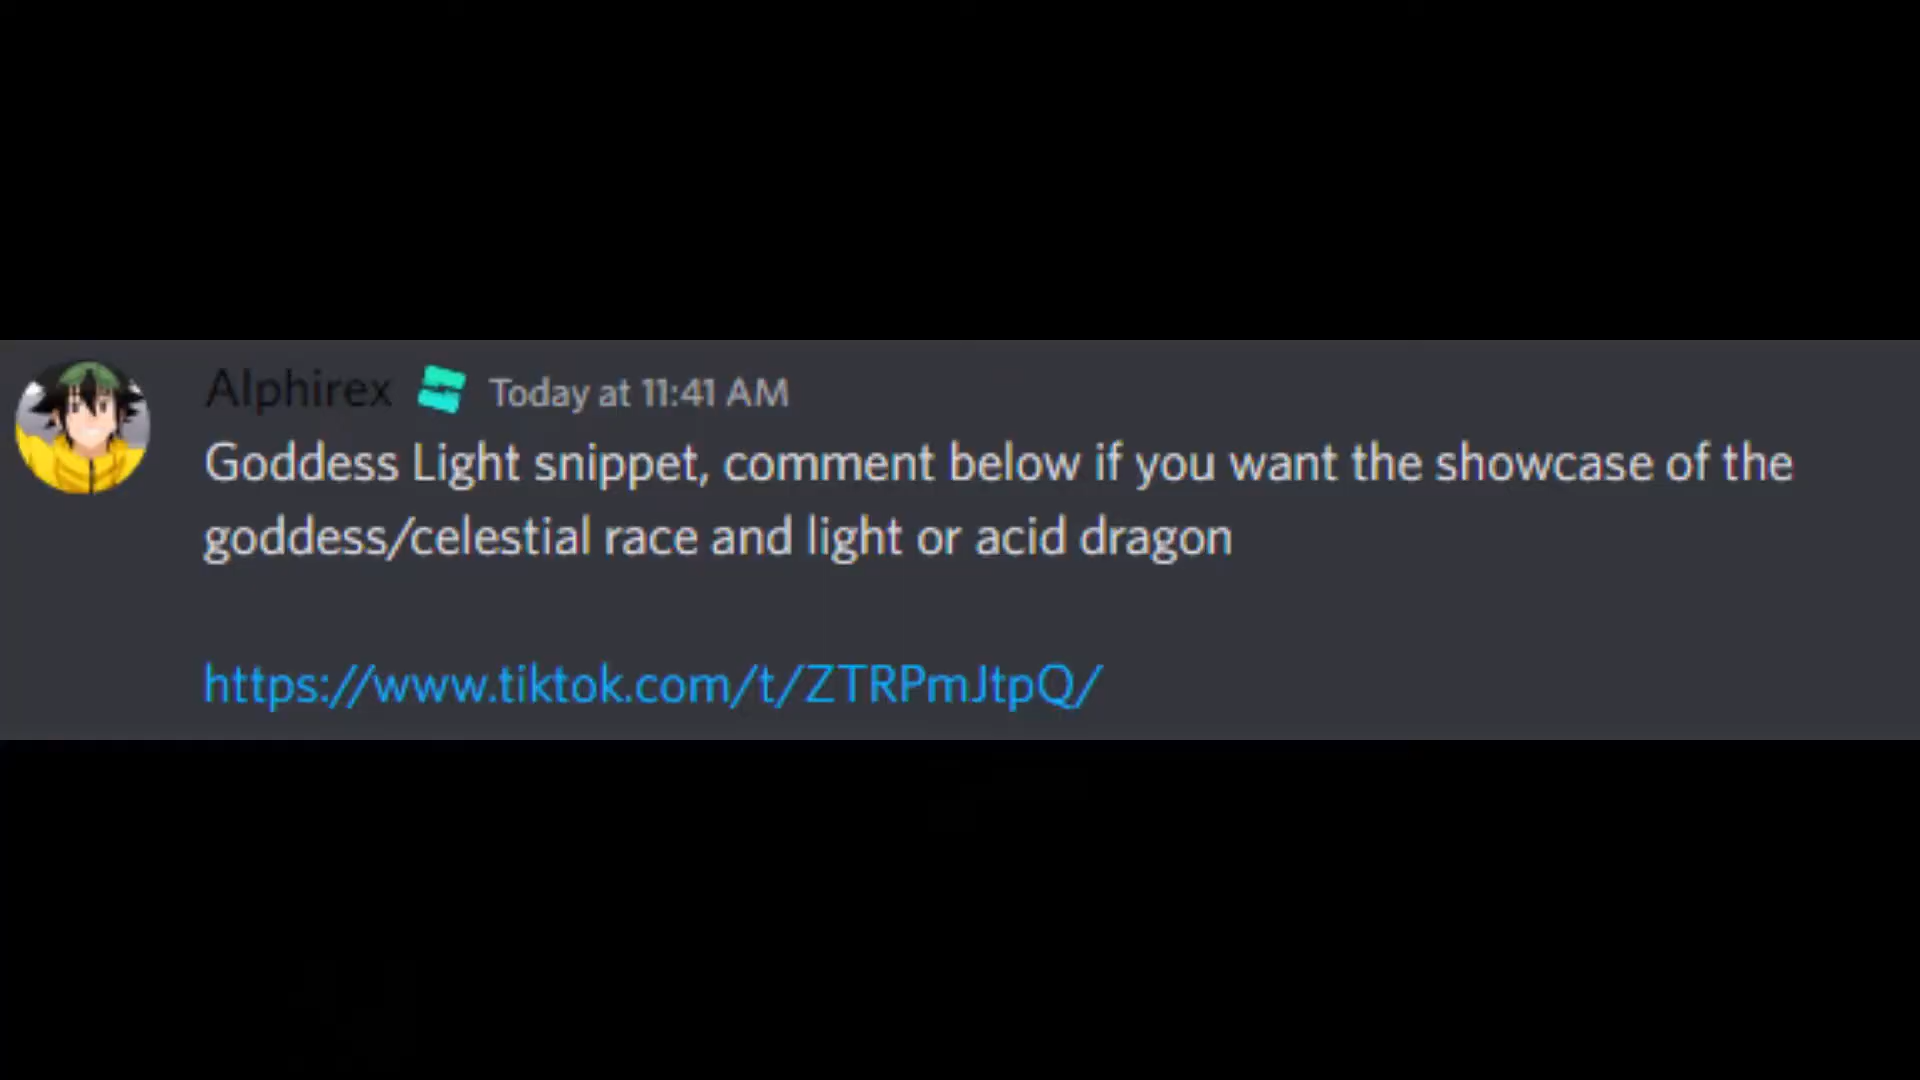 Alphirex Today at 11:41 AM
Goddess Light snippet, comment below if you want the showcase of the
goddess/celestial race and light or acid dragon
https://www.tiktok.com/t/ZTRPmJtpQ/